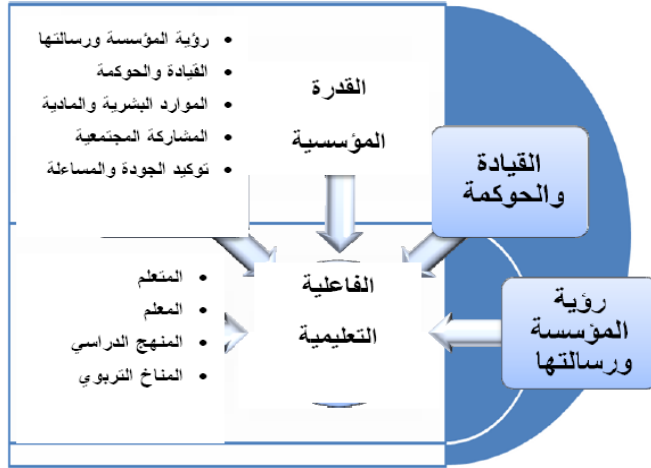 رؤية المؤسسة ورسالتها
القيادة والحوكمة
الموارد البشرية والمادية
المشاركة المجتمعية
توكيد الجودة والمساءلة
القدرة
المؤسسية
القيادة
والحوكمة
الفاعلية
التعليمية
المتعلم
المعلم
المنهج الدراسي
المناخ التربوي
رؤية
المؤسسة
ورسالتها